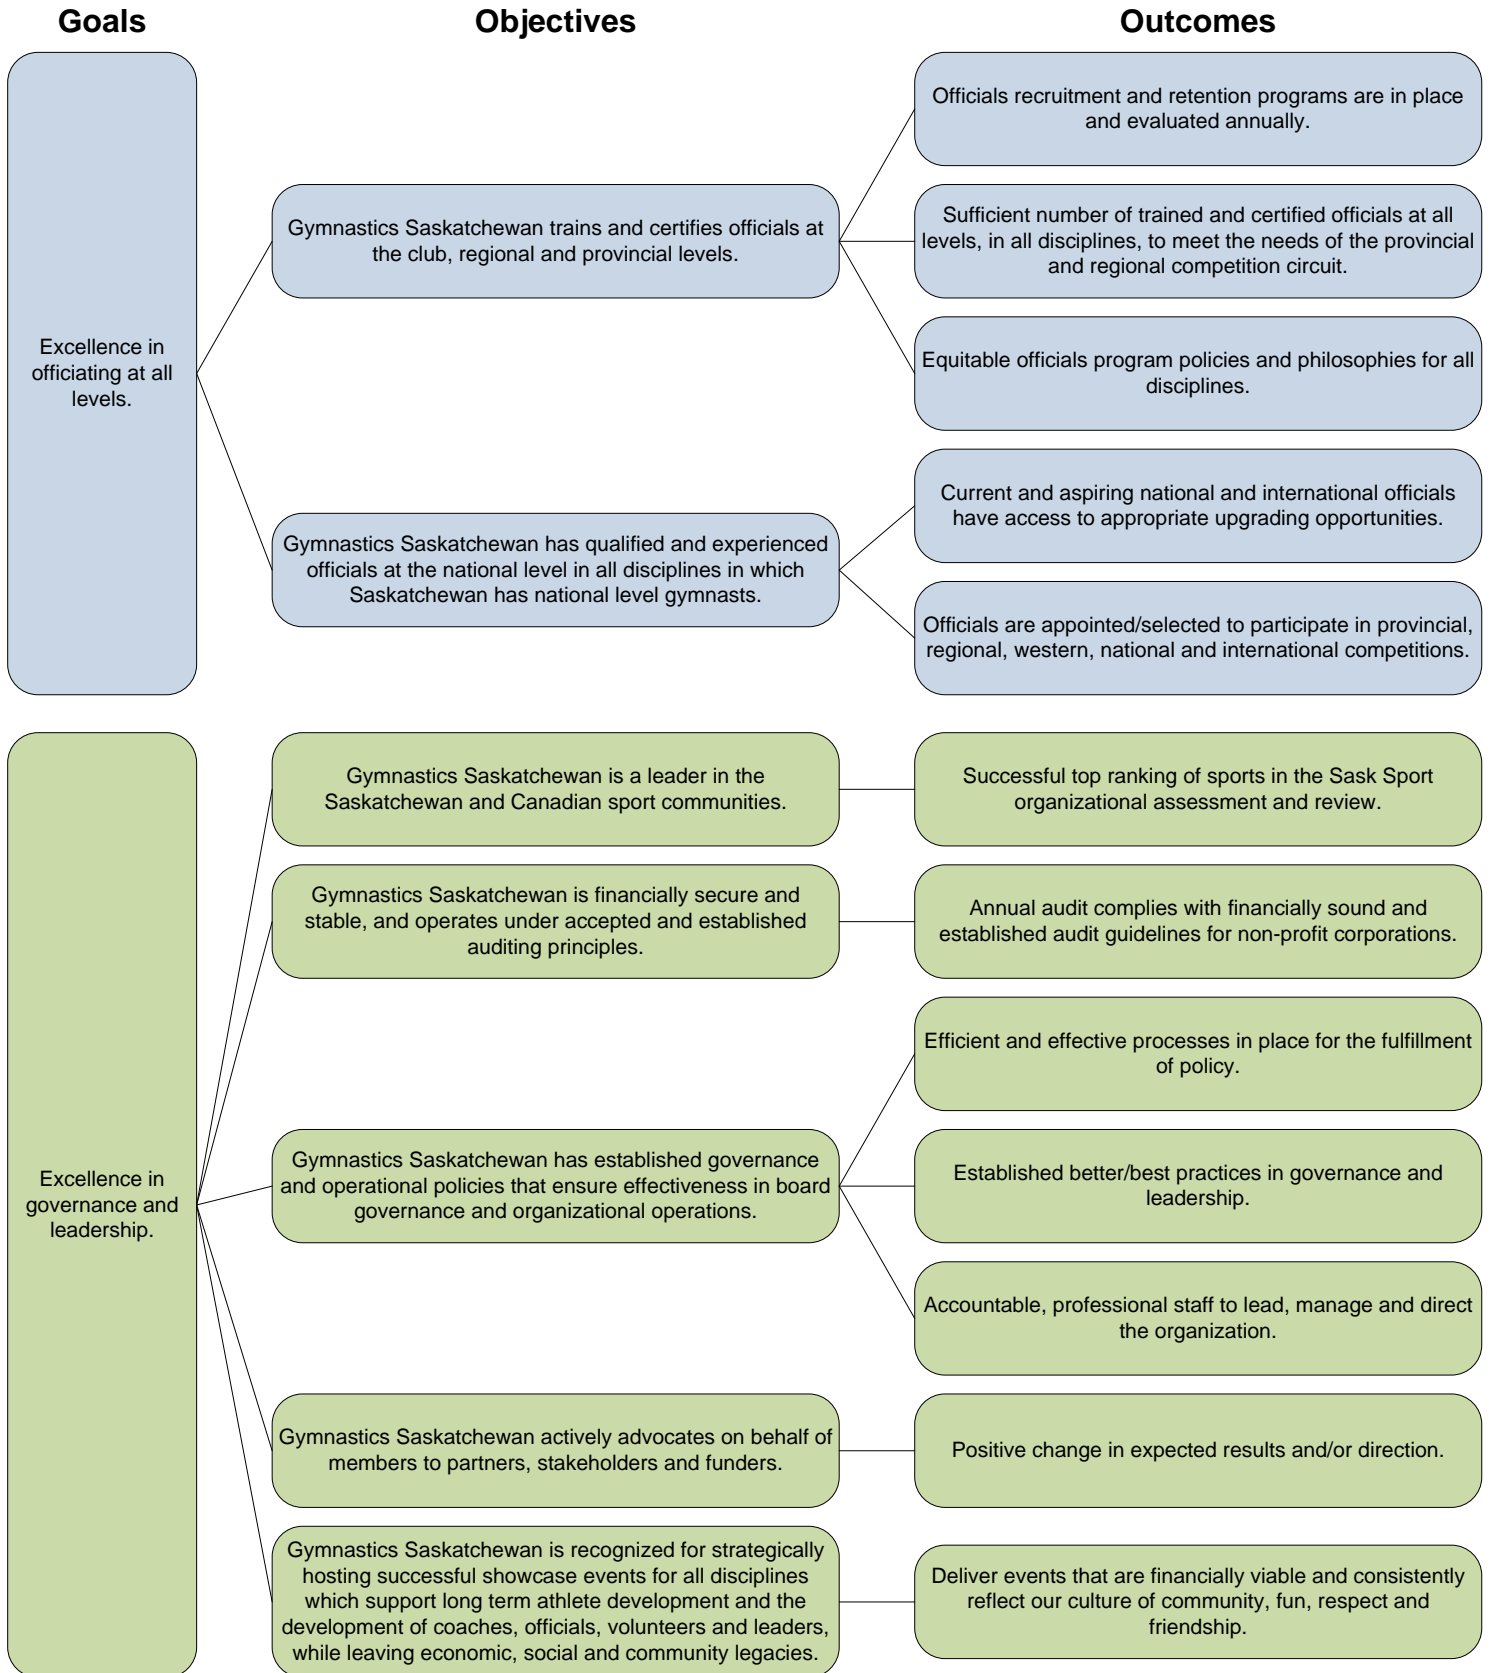 Goals
Objectives
Outcomes
Excellence in
officiating at all
levels.
Gymnastics Saskatchewan trains and certifies officials at
the club, regional and provincial levels.
Officials recruitment and retention programs are in place
and evaluated annually.
Sufficient number of trained and certified officials at all
levels, in all disciplines, to meet the needs of the provincial
and regional competition circuit.
Equitable officials program policies and philosophies for all
disciplines.
Gymnastics Saskatchewan has qualified and experienced
officials at the national level in all disciplines in which
Saskatchewan has national level gymnasts.
Current and aspiring national and international officials
have access to appropriate upgrading opportunities.
Officials are appointed/selected to participate in provincial,
regional, western, national and international competitions.
Excellence in
governance and
leadership.
Gymnastics Saskatchewan is a leader in the
Saskatchewan and Canadian sport communities.
Successful top ranking of sports in the Sask Sport
organizational assessment and review.
Gymnastics Saskatchewan is financially secure and
stable, and operates under accepted and established
auditing principles.
Annual audit complies with financially sound and
established audit guidelines for non-profit corporations.
Gymnastics Saskatchewan has established governance
and operational policies that ensure effectiveness in board
governance and organizational operations.
Efficient and effective processes in place for the fulfillment
of policy.
Established better/best practices in governance and
leadership.
Accountable, professional staff to lead, manage and direct
the organization.
Gymnastics Saskatchewan actively advocates on behalf of
members to partners, stakeholders and funders.
Positive change in expected results and/or direction.
Gymnastics Saskatchewan is recognized for strategically
hosting successful showcase events for all disciplines
which support long term athlete development and the
development of coaches, officials, volunteers and leaders,
while leaving economic, social and community legacies.
Deliver events that are financially viable and consistently
reflect our culture of community, fun, respect and
friendship.